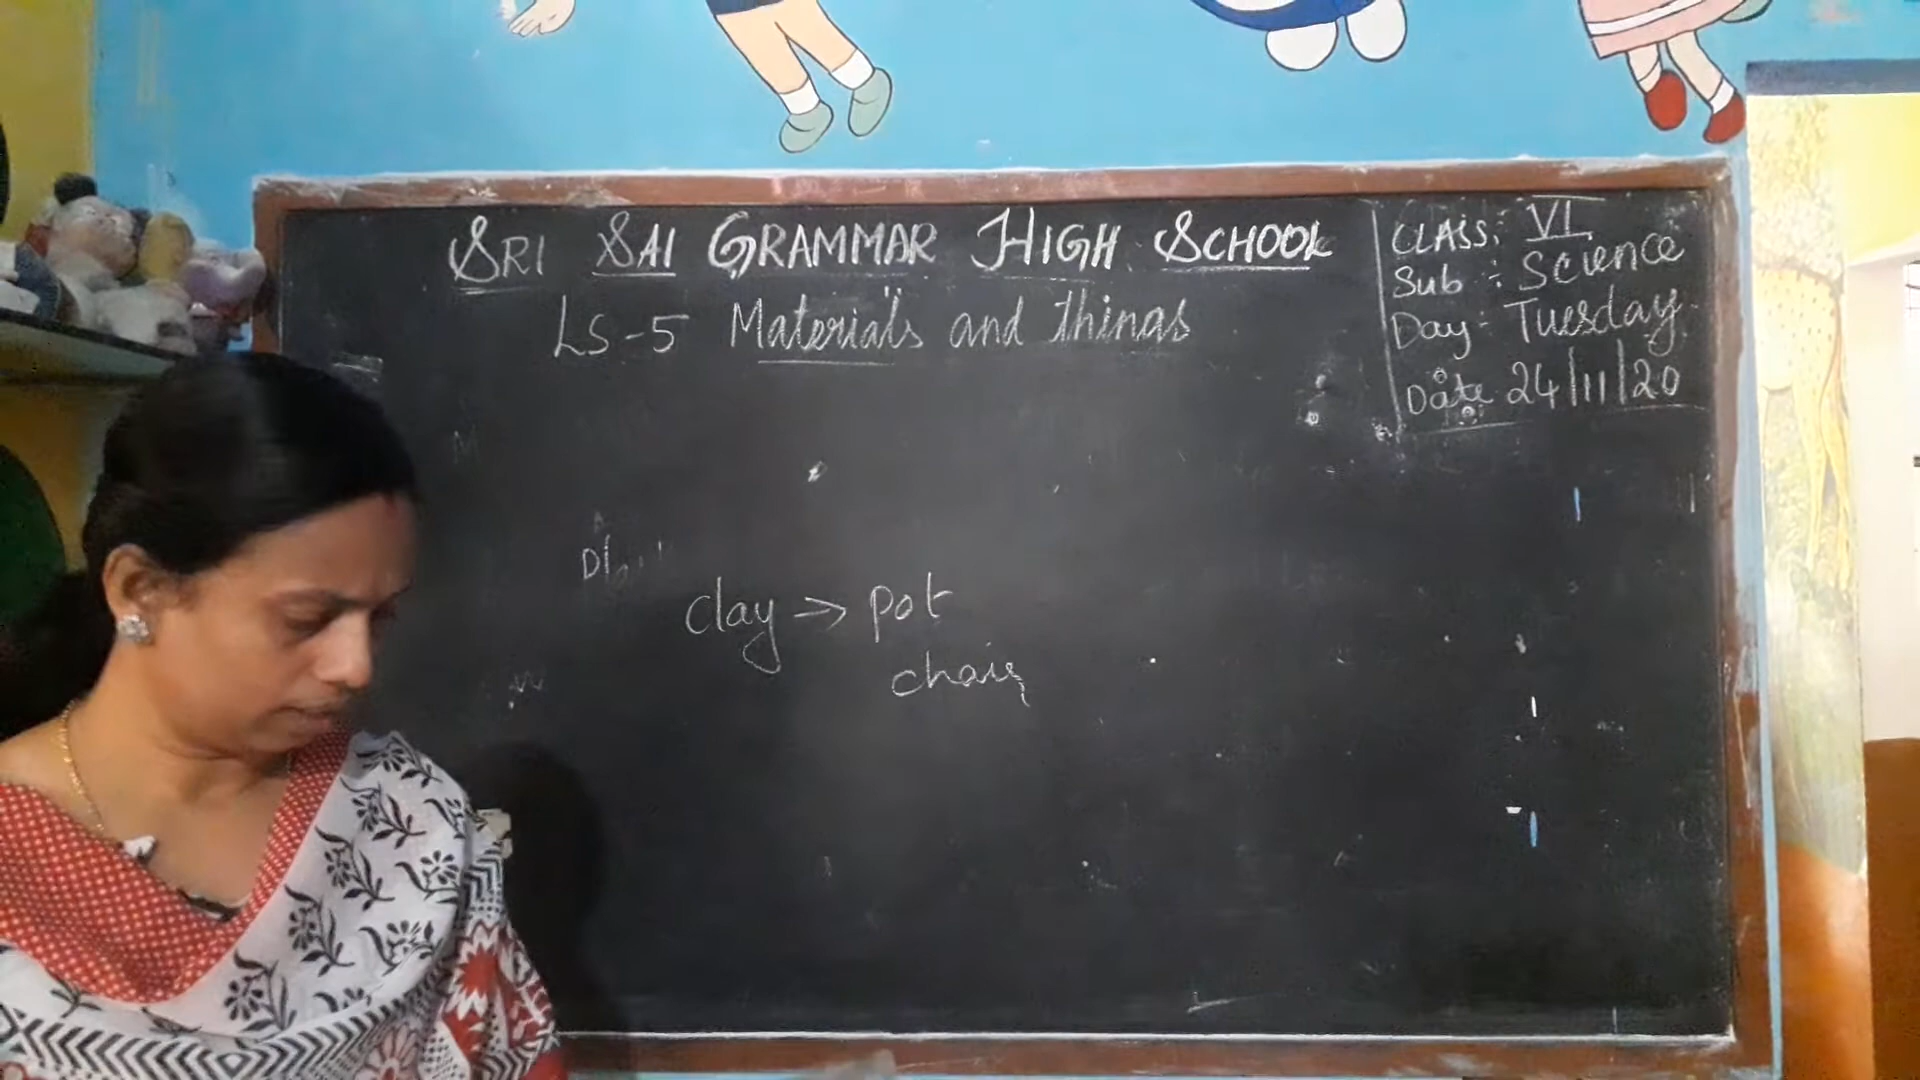 SRI SAI GRAMMAR HIGH SCHOOL
LS-5 Materials and things
CLASS: VI
Sub : Science
Day: Tuesday
Date 24/11/20
clay → pot
chair